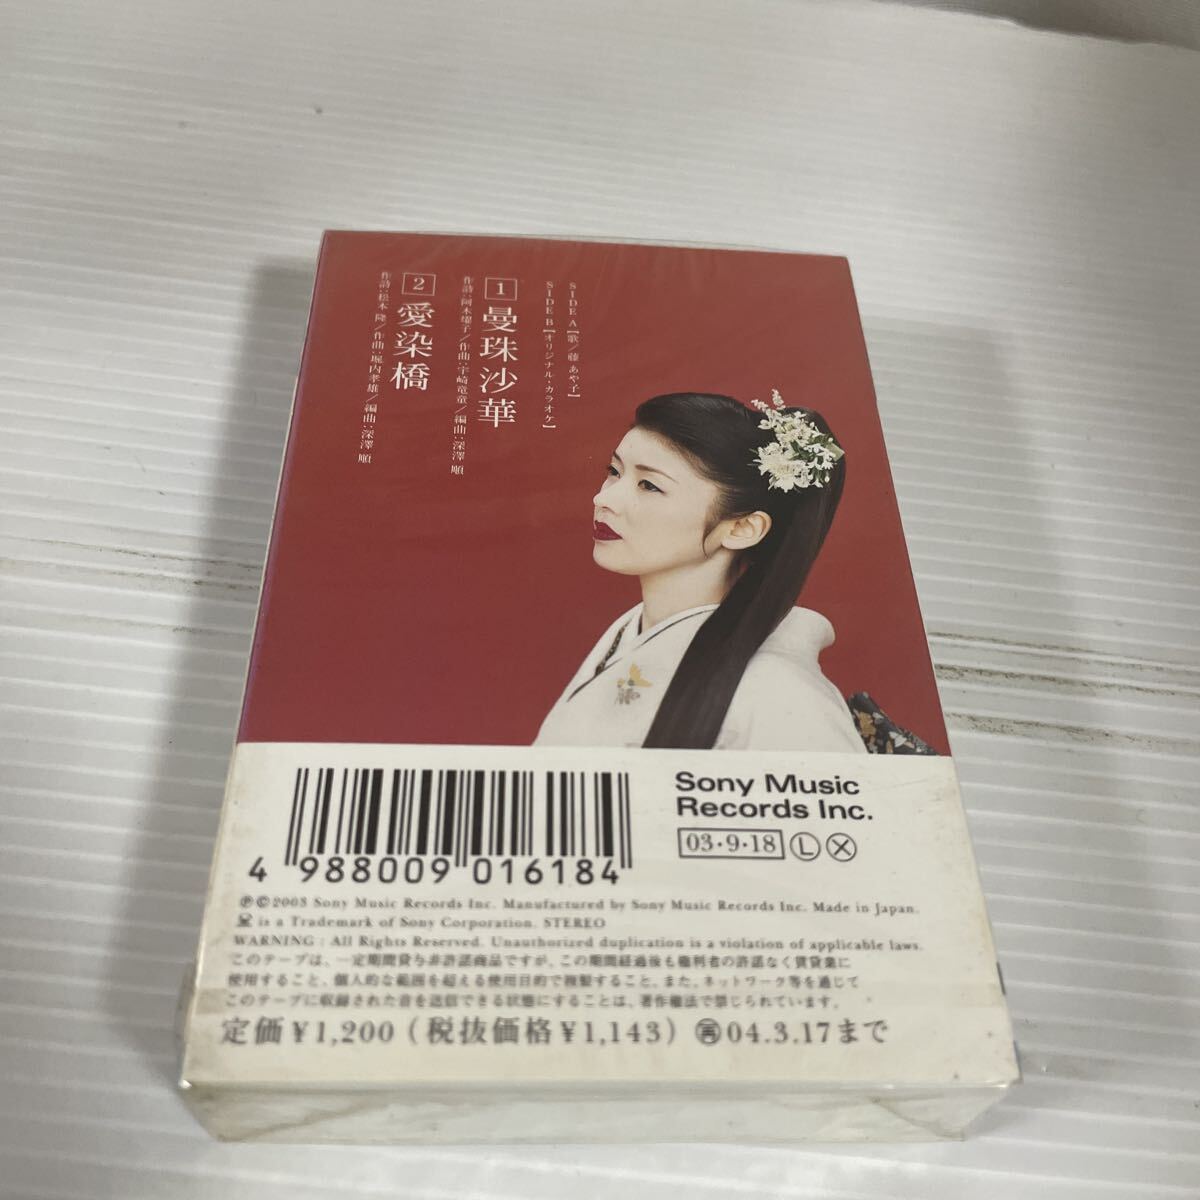 SIDE A【歌／藤 あや子】
SIDE B【オリジナル・カラオケ】
1 曼珠沙華
作詩:阿木燿子／作曲:宇崎竜童／編曲:深澤 順
2 愛染橋
作詩:松本 隆／作曲:堀内孝雄／編曲:深澤 順
Sony Music
Records Inc.
03・9・18 L X
4 988009 016184
Ⓟ©2003 Sony Music Records Inc. Manufactured by Sony Music Records Inc. Made in Japan.
is a Trademark of Sony Corporation. STEREO
WARNING : All Rights Reserved. Unauthorized duplication is a violation of applicable laws.
このテープは、一定期間貸与非許諾商品ですが、この期間経過後も権利者の許諾なく賃貸業に
使用すること、個人的な範囲を超える使用目的で複製すること、また、ネットワーク等を通じて
このテープに収録された音を送信できる状態にすることは、著作権法で禁じられています。
定価¥1,200(税抜価格¥1,143) 再04.3.17まで